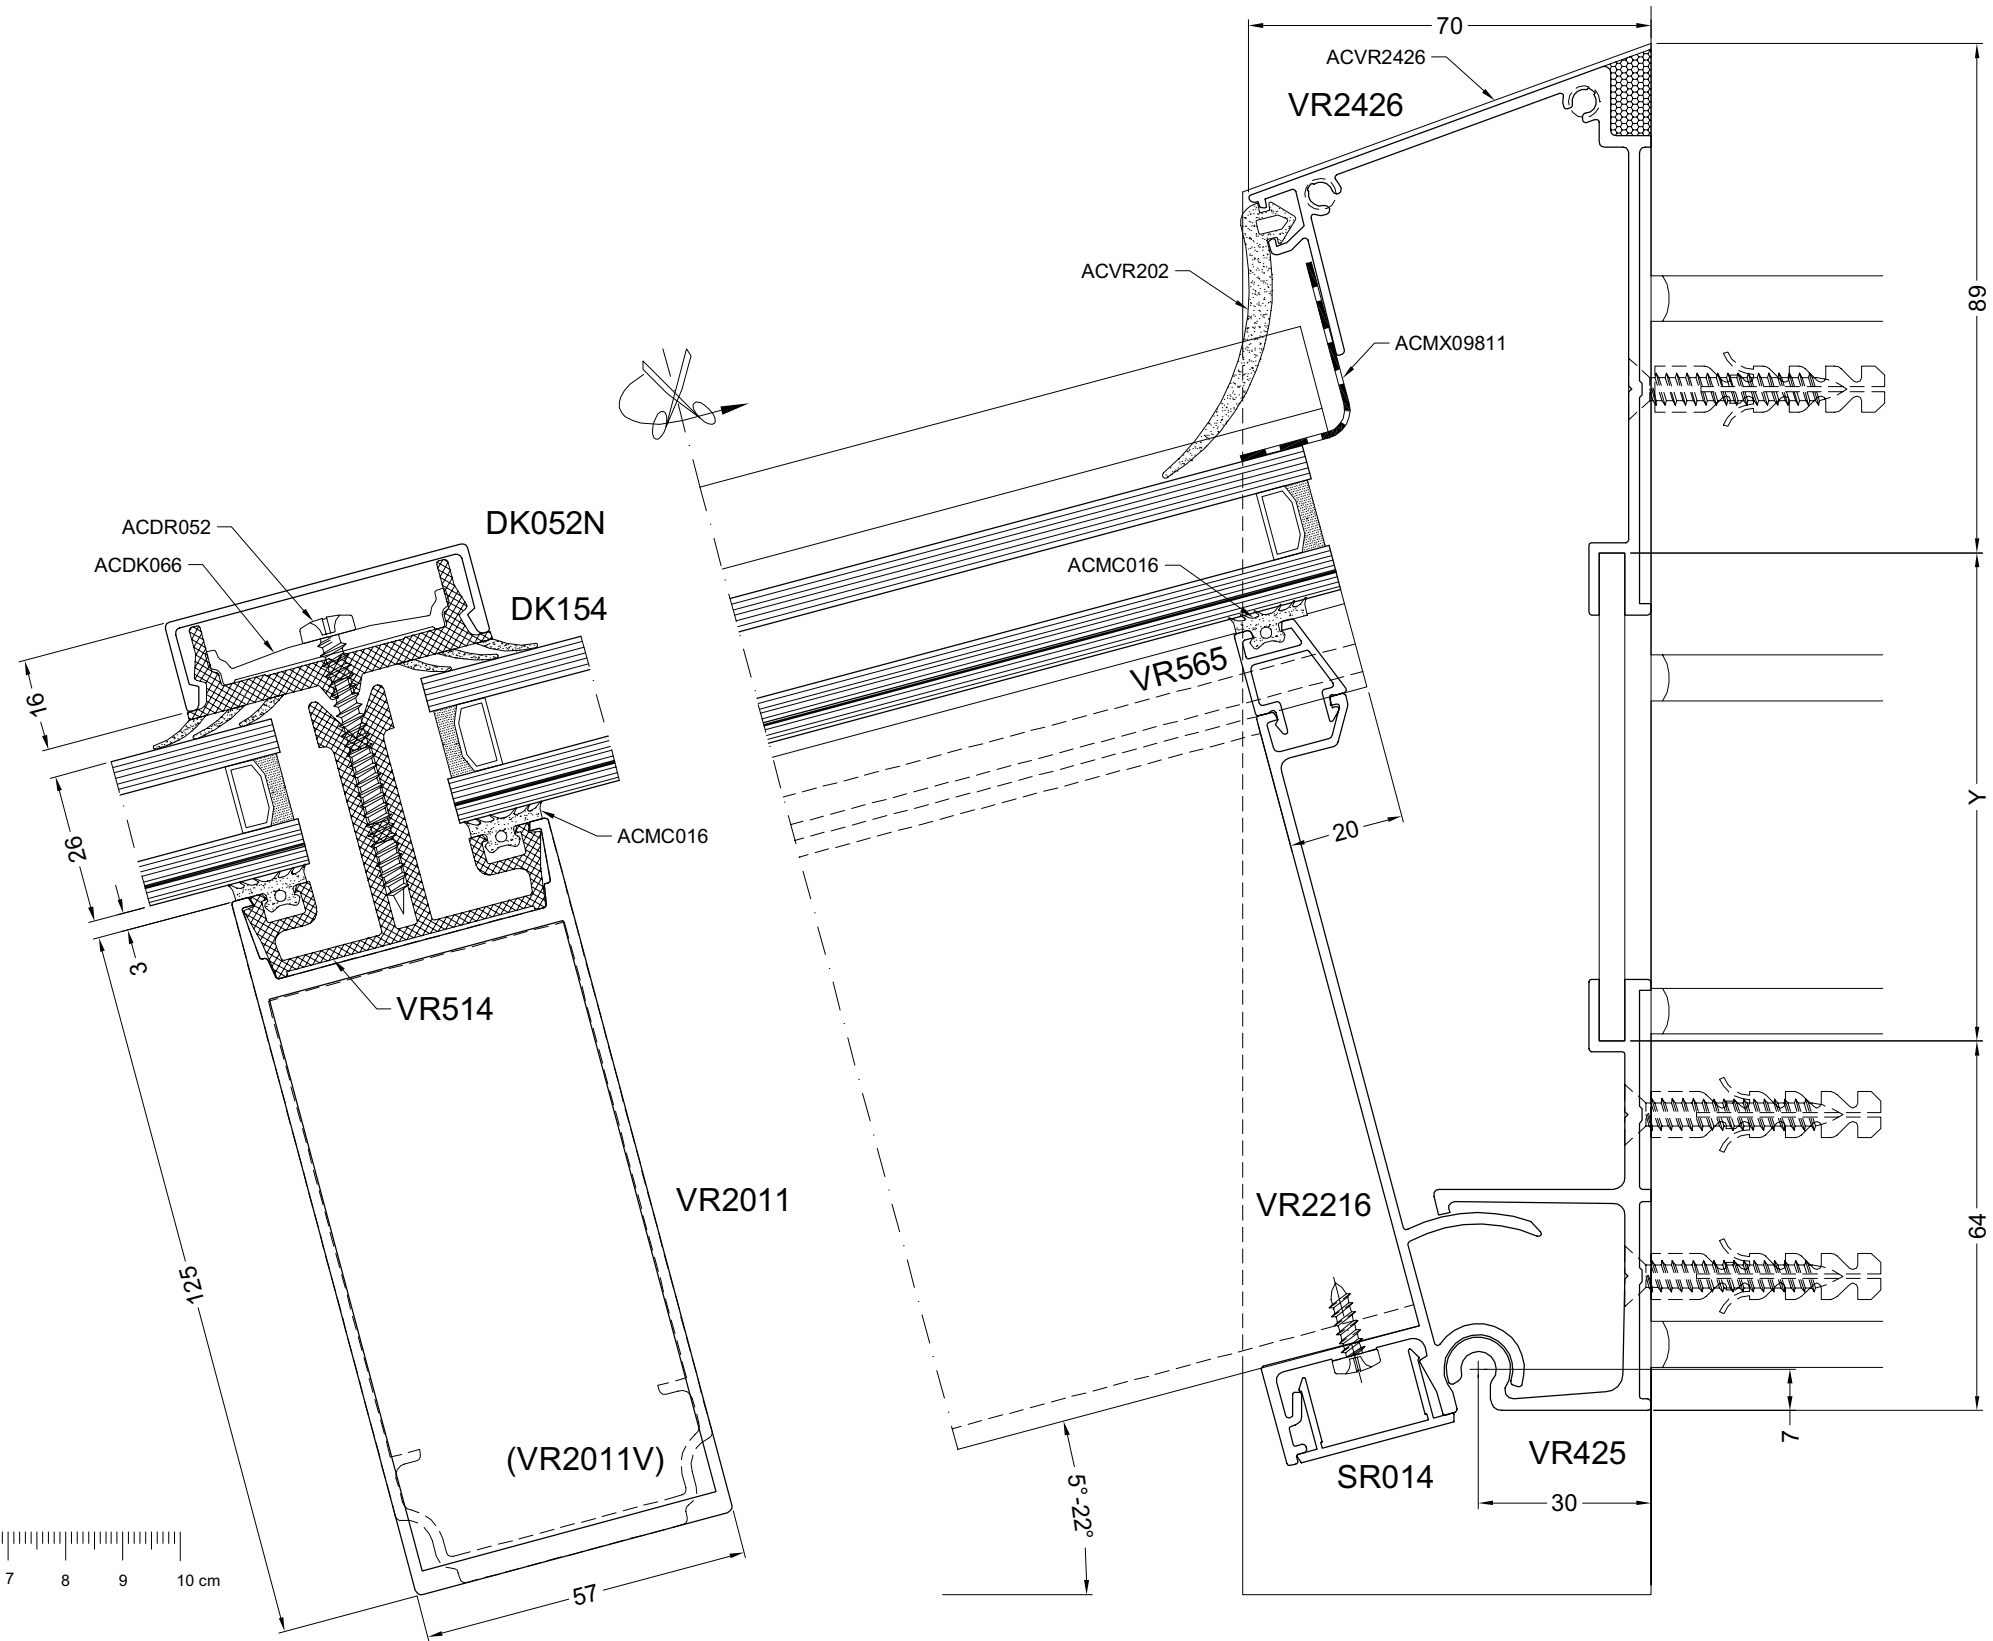 70
ACVR2426
VR2426
ACVR202
89
ACMX09811
ACDR052
DK052N
ACDK066
ACMC016
DK154
VR565
16
Y
20
ACMC016
26
3
VR514
VR2011
VR2216
64
125
(VR2011V)
7
VR425
SR014
5°-22°
30
7 8 9 10 cm
57